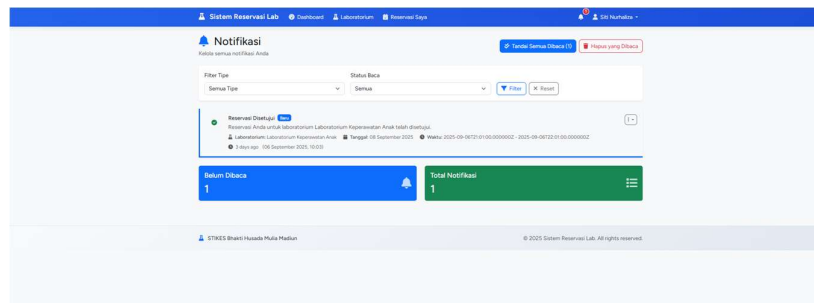 Sistem Reservasi Lab Dashboard Laboratorium Reservasi Saya Siti Nurhaliza
Notifikasi
Kelola semua notifikasi Anda
Tandai Semua Dibaca (1) Hapus yang Dibaca
Filter Tipe Status Baca
Semua Tipe Semua Filter Reset
Reservasi Disetujui Baru
Reservasi Anda untuk laboratorium Laboratorium Keperawatan Anak telah disetujui.
Laboratorium: Laboratorium Keperawatan Anak Tanggal: 08 September 2025 Waktu: 2025-09-06T21:01:00.000000Z - 2025-09-06T22:01:00.000000Z
3 days ago (06 September 2025, 10:03)
Belum Dibaca
1
Total Notifikasi
1
STIKES Bhakti Husada Mulia Madiun © 2025 Sistem Reservasi Lab. All rights reserved.